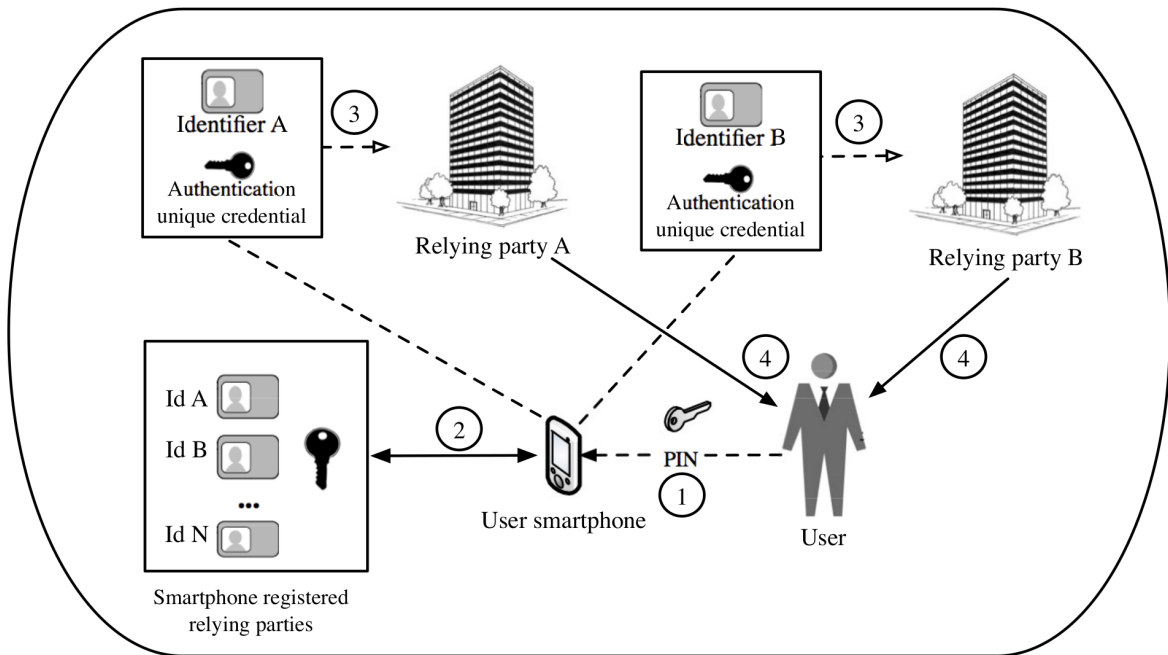 Identifier A
Authentication
unique credential
3
Relying party A
Identifier B
Authentication
unique credential
3
Relying party B
4
4
Id A
Id B
...
Id N
2
Smartphone registered
relying parties
User smartphone
PIN
1
User